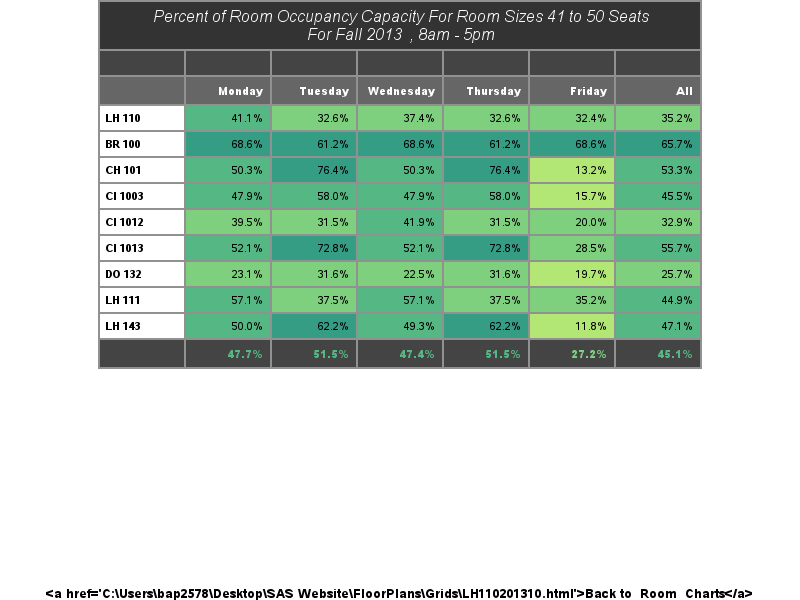 Percent of Room Occupancy Capacity For Room Sizes 41 to 50 Seats
For Fall 2013 , 8am - 5pm
Monday Tuesday Wednesday Thursday Friday All
LH 110 41.1% 32.6% 37.4% 32.6% 32.4% 35.2%
BR 100 68.6% 61.2% 68.6% 61.2% 68.6% 65.7%
CH 101 50.3% 76.4% 50.3% 76.4% 13.2% 53.3%
CI 1003 47.9% 58.0% 47.9% 58.0% 15.7% 45.5%
CI 1012 39.5% 31.5% 41.9% 31.5% 20.0% 32.9%
CI 1013 52.1% 72.8% 52.1% 72.8% 28.5% 55.7%
DO 132 23.1% 31.6% 22.5% 31.6% 19.7% 25.7%
LH 111 57.1% 37.5% 57.1% 37.5% 35.2% 44.9%
LH 143 50.0% 62.2% 49.3% 62.2% 11.8% 47.1%
47.7% 51.5% 47.4% 51.5% 27.2% 45.1%
<a href='C:\Users\bap2578\Desktop\SAS Website\FloorPlans\Grids\LH110201310.html'>Back to Room Charts</a>